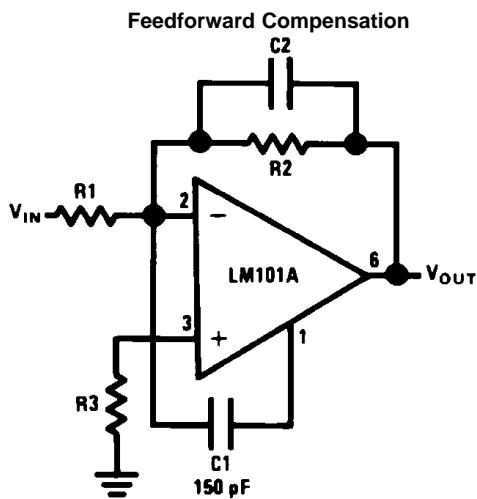 Feedforward Compensation
C2
R2
R1
VIN
2
−
LM101A
6
VOUT
3
+
1
R3
C1
150 pF